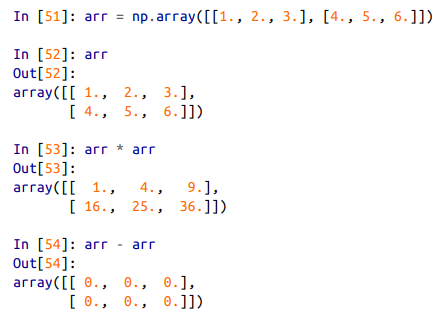 In [51]: arr = np.array([[1., 2., 3.], [4., 5., 6.]])
In [52]: arr
Out[52]:
array([[ 1.,  2.,  3.],
       [ 4.,  5.,  6.]])
In [53]: arr * arr
Out[53]:
array([[  1.,   4.,   9.],
       [ 16.,  25.,  36.]])
In [54]: arr - arr
Out[54]:
array([[ 0.,  0.,  0.],
       [ 0.,  0.,  0.]])